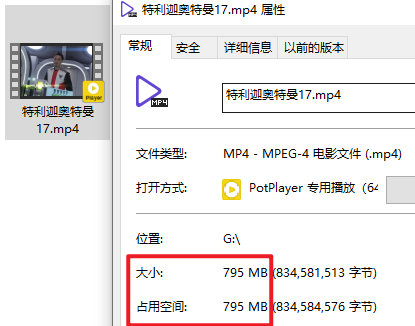 特利迦奥特曼17.mp4 属性
常规 安全 详细信息 以前的版本
MP4
特利迦奥特曼17.mp4
PotPlayer
特利迦奥特曼
17.mp4
文件类型: MP4 - MPEG-4 电影文件 (.mp4)
打开方式: PotPlayer 专用播放（64
位置: G:\
大小: 795 MB (834,581,513 字节)
占用空间: 795 MB (834,584,576 字节)